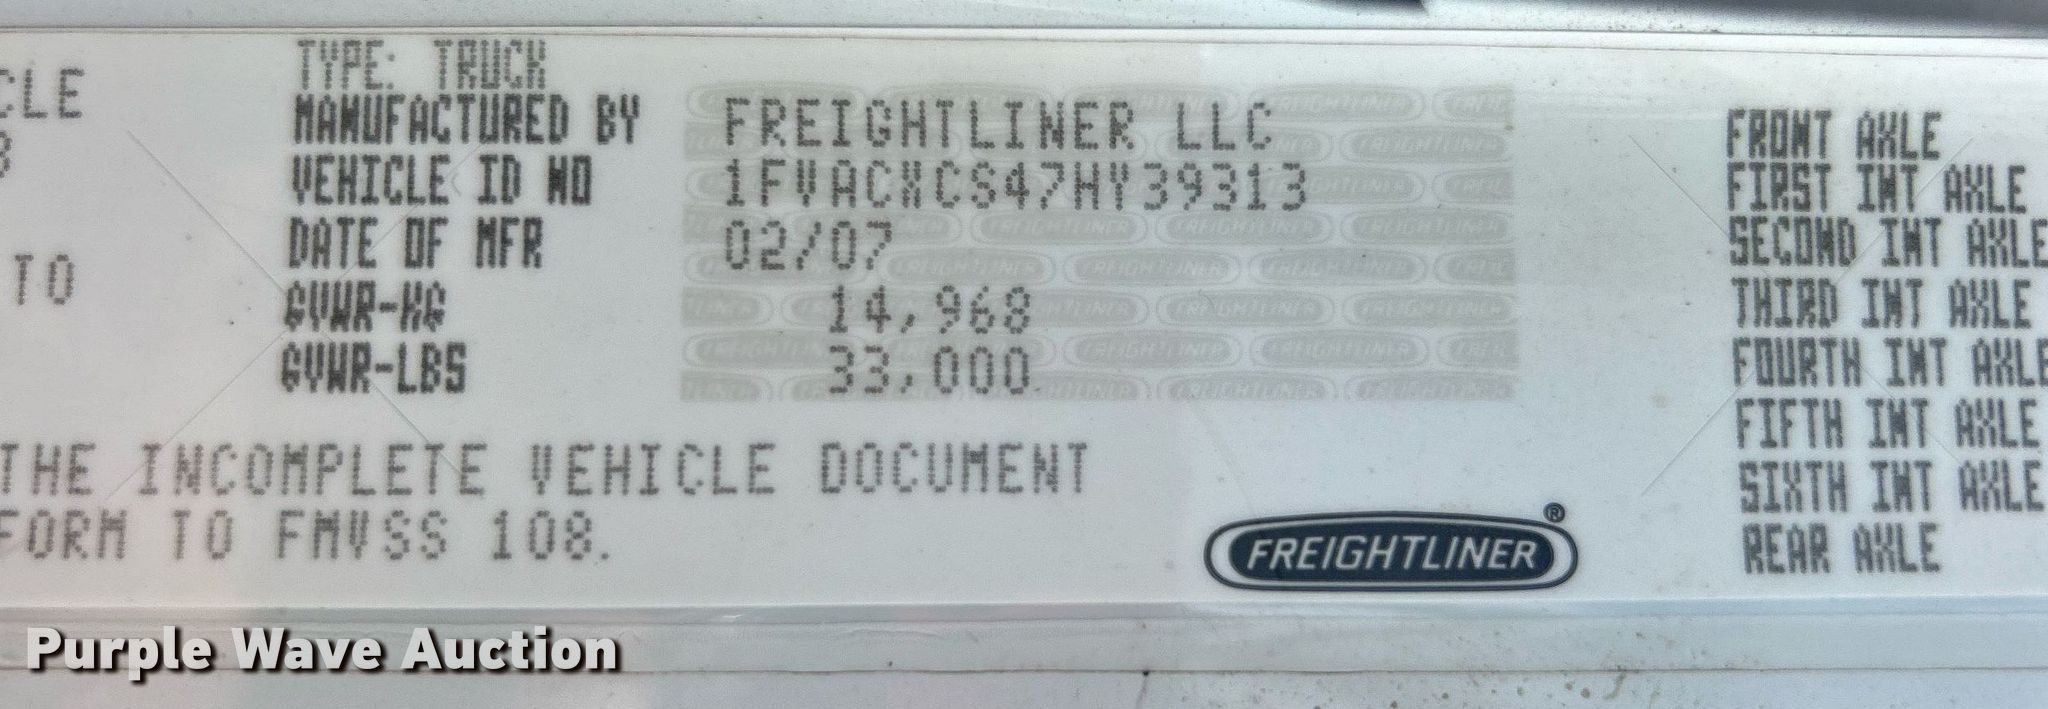 TYPE: TRUCK
CLE
MANUFACTURED BY FREIGHTLINER LLC
VEHICLE ID NO 1FVACXCS47HY39313
DATE OF MFR 02/07
TO
GVWR-KG 14,968
GVWR-LBS 33,000
THE INCOMPLETE VEHICLE DOCUMENT
FORM TO FMVSS 108.
FREIGHTLINER®
FRONT AXLE
FIRST INT AXLE
SECOND INT AXLE
THIRD INT AXLE
FOURTH INT AXLE
FIFTH INT AXLE
SIXTH INT AXLE
REAR AXLE
Purple Wave Auction